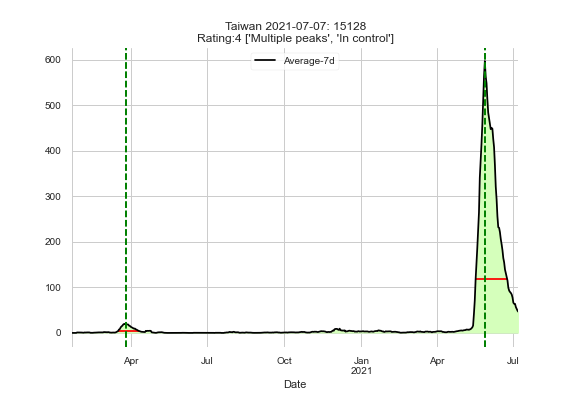 Taiwan 2021-07-07: 15128
Rating:4 ['Multiple peaks', 'In control']
Average-7d
600
500
400
300
200
100
0
Apr
Jul
Oct
Jan
2021
Apr
Jul
Date